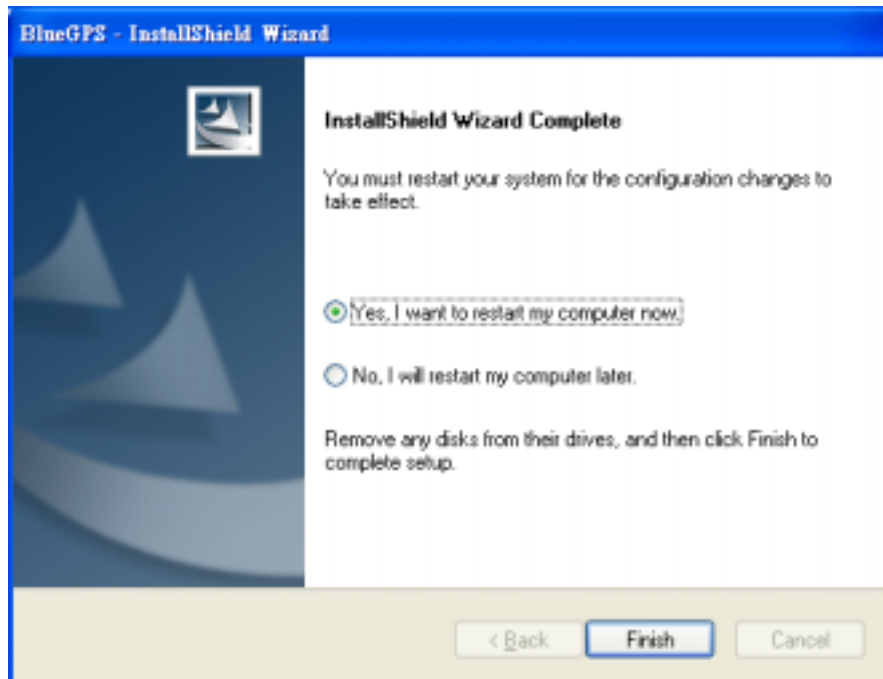 BlueGPS - InstallShield Wizard
InstallShield Wizard Complete
You must restart your system for the configuration changes to
take effect.
Yes, I want to restart my computer now.
No, I will restart my computer later.
Remove any disks from their drives, and then click Finish to
complete setup.
< Back
Finish
Cancel